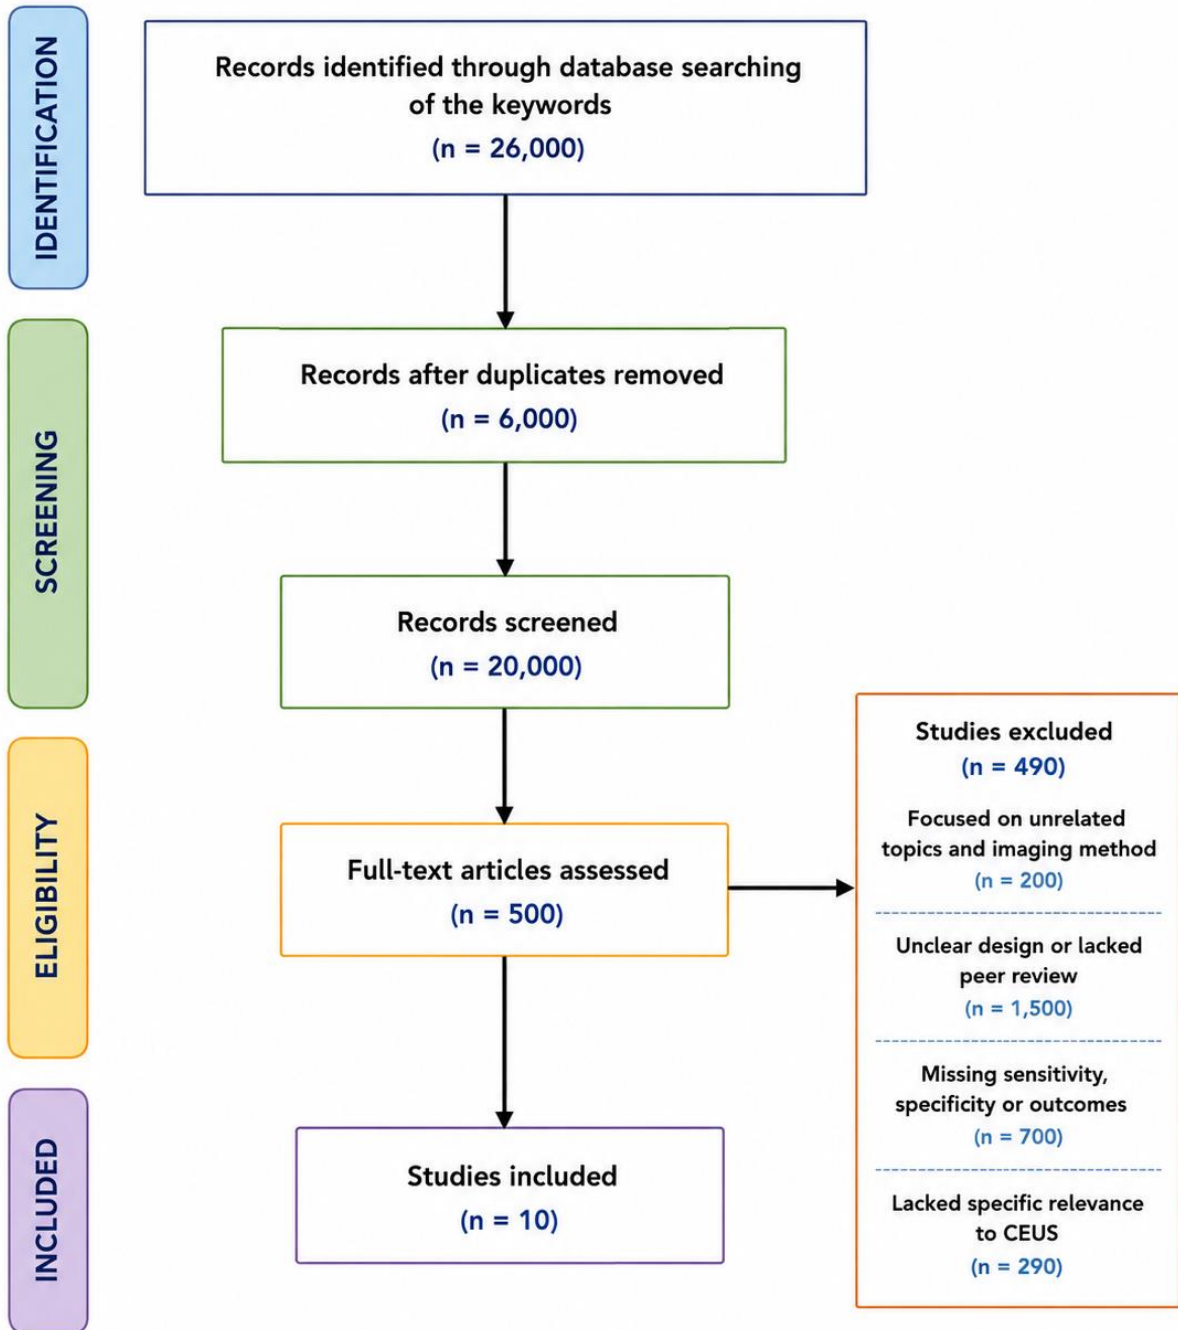 IDENTIFICATION
Records identified through database searching
of the keywords
(n = 26,000)
SCREENING
Records after duplicates removed
(n = 6,000)
Records screened
(n = 20,000)
ELIGIBILITY
Full-text articles assessed
(n = 500)
Studies excluded
(n = 490)
Focused on unrelated
topics and imaging method
(n = 200)
Unclear design or lacked
peer review
(n = 1,500)
Missing sensitivity,
specificity or outcomes
(n = 700)
Lacked specific relevance
to CEUS
(n = 290)
INCLUDED
Studies included
(n = 10)